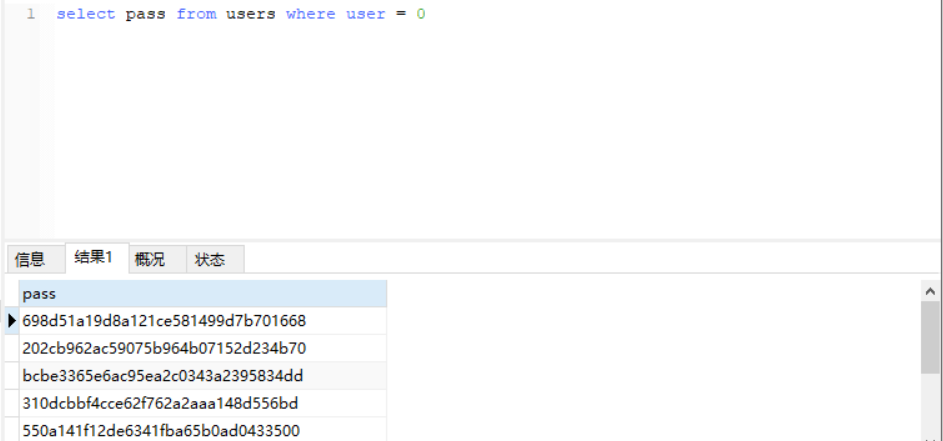 1 select pass from users where user = 0
信息 结果1 概况 状态
pass
698d51a19d8a121ce581499d7b701668
202cb962ac59075b964b07152d234b70
bcbe3365e6ac95ea2c0343a2395834dd
310dcbbf4cce62f762a2aaa148d556bd
550a141f12de6341fba65b0ad0433500